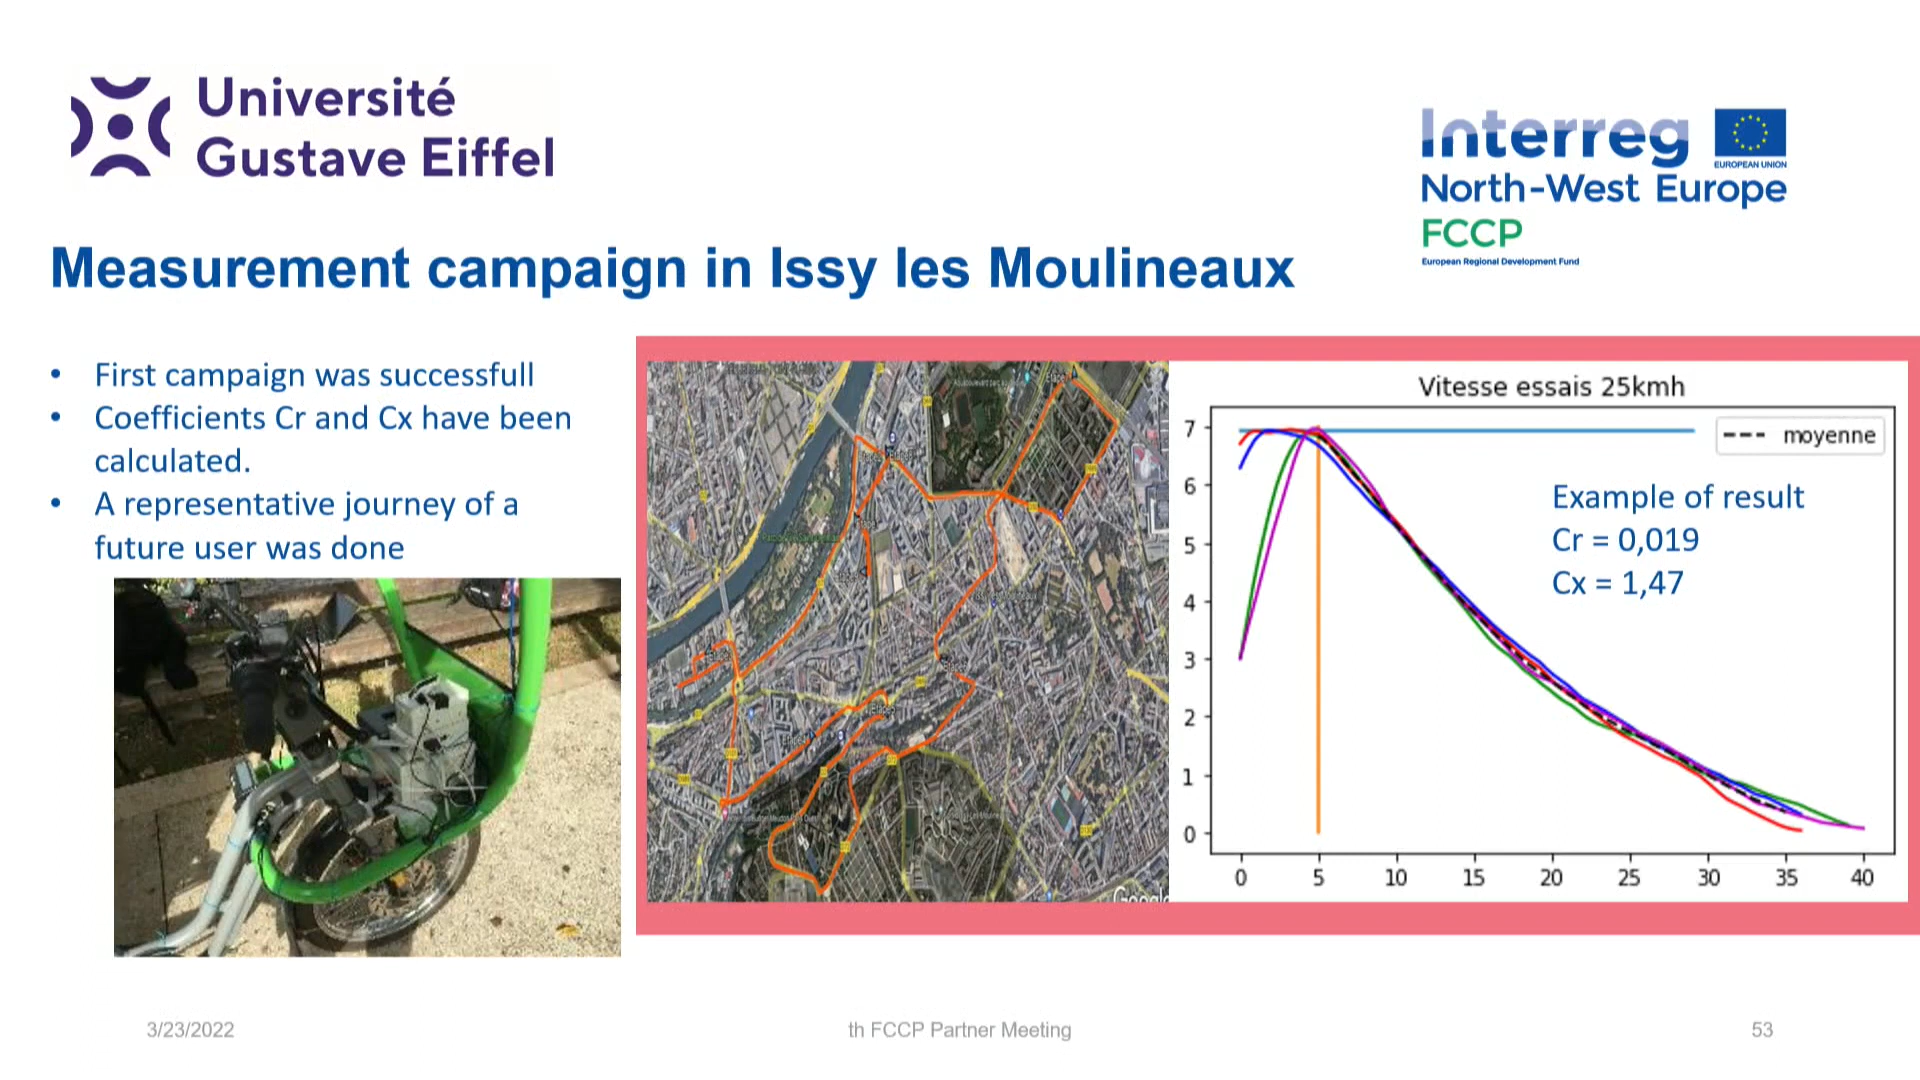 Université
Gustave Eiffel
Interreg
EUROPEAN UNION
North-West Europe
FCCP
European Regional Development Fund
Measurement campaign in Issy les Moulineaux
• First campaign was successfull
• Coefficients Cr and Cx have been
calculated.
• A representative journey of a
future user was done
Google
Vitesse essais 25kmh
moyenne
Example of result
Cr = 0,019
Cx = 1,47
7
6
5
4
3
2
1
0
0 5 10 15 20 25 30 35 40
3/23/2022
th FCCP Partner Meeting
53